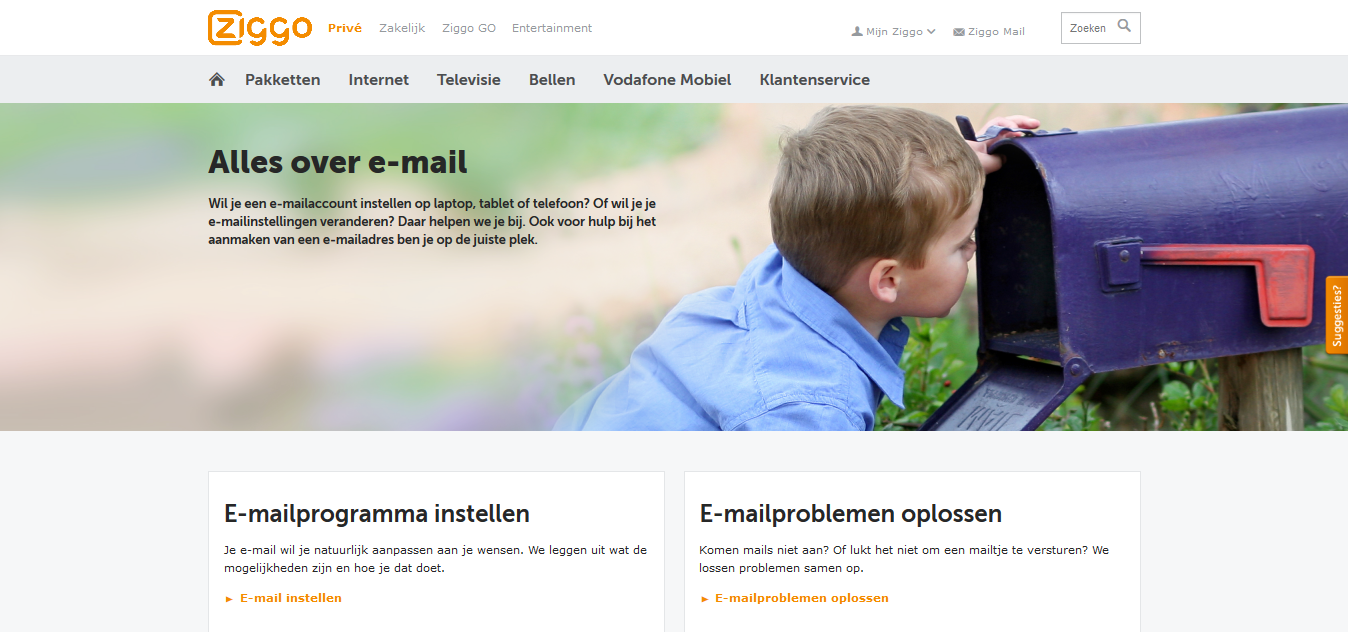 ziggo Privé Zakelijk Ziggo GO Entertainment Mijn Ziggo Ziggo Mail Zoeken
Pakketten Internet Televisie Bellen Vodafone Mobiel Klantenservice
Alles over e-mail
Wil je een e-mailaccount instellen op laptop, tablet of telefoon? Of wil je je
e-mailinstellingen veranderen? Daar helpen we je bij. Ook voor hulp bij het
aanmaken van een e-mailadres ben je op de juiste plek.
Suggesties?
E-mailprogramma instellen
Je e-mail wil je natuurlijk aanpassen aan je wensen. We leggen uit wat de
mogelijkheden zijn en hoe je dat doet.
► E-mail instellen
E-mailproblemen oplossen
Komen mails niet aan? Of lukt het niet om een mailtje te versturen? We
lossen problemen samen op.
► E-mailproblemen oplossen